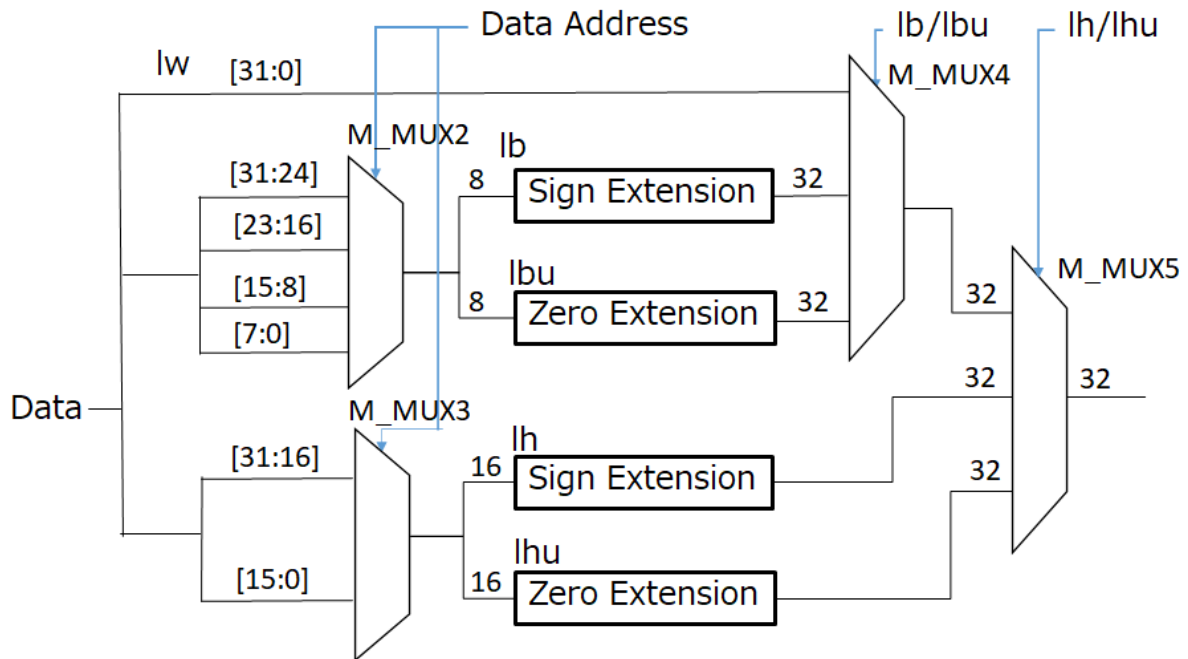 Data Address
lb/lbu
lh/lhu
lw
[31:0]
M_MUX4
M_MUX2
lb
[31:24]
8
Sign Extension
32
[23:16]
M_MUX5
lbu
[15:8]
8
Zero Extension
32
32
[7:0]
32
32
Data
M_MUX3
lh
[31:16]
16
Sign Extension
32
lhu
[15:0]
16
Zero Extension